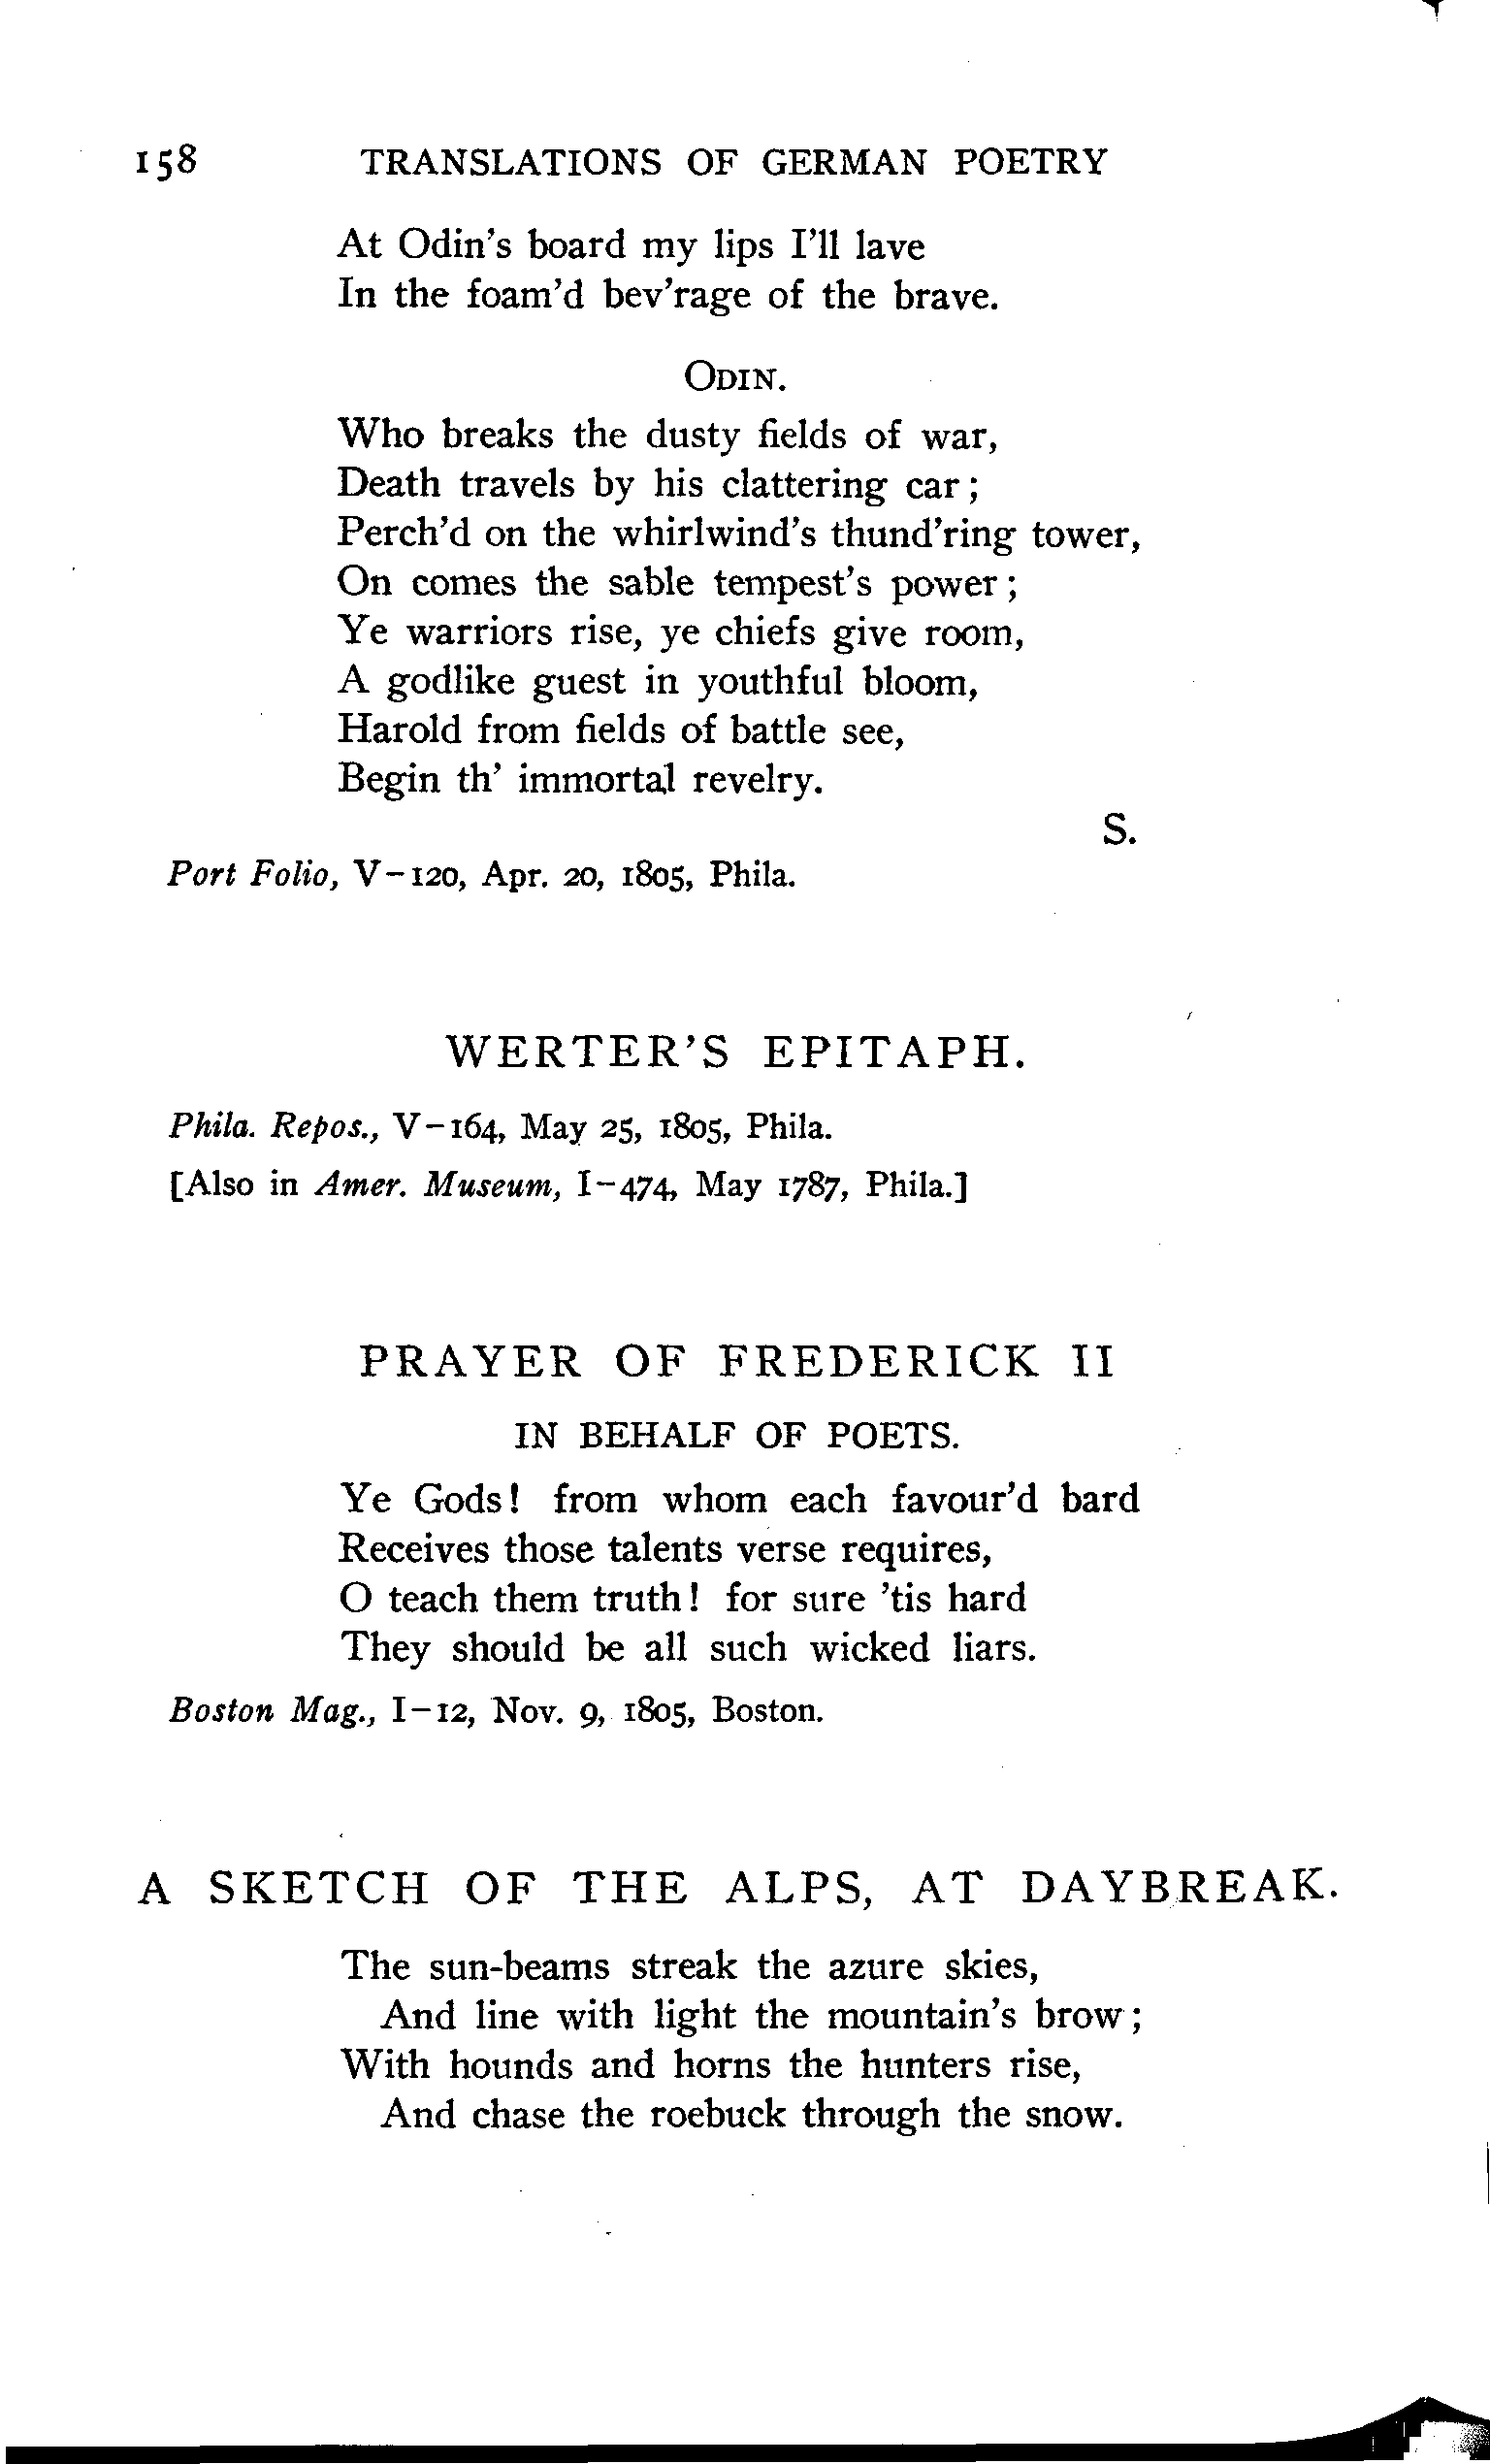 158 TRANSLATIONS OF GERMAN POETRY
At Odin's board my lips I'll lave
In the foam'd bev'rage of the brave.
ODIN.
Who breaks the dusty fields of war,
Death travels by his clattering car;
Perch'd on the whirlwind's thund'ring tower,
On comes the sable tempest's power;
Ye warriors rise, ye chiefs give room,
A godlike guest in youthful bloom,
Harold from fields of battle see,
Begin th' immortal revelry.
S.
Port Folio, V-120, Apr. 20, 1805, Phila.
WERTER'S EPITAPH.
Phila. Repos., V-164, May 25, 1805, Phila.
[Also in Amer. Museum, I-474, May 1787, Phila.]
PRAYER OF FREDERICK II
IN BEHALF OF POETS.
Ye Gods! from whom each favour'd bard
Receives those talents verse requires,
O teach them truth! for sure 'tis hard
They should be all such wicked liars.
Boston Mag., I-12, Nov. 9, 1805, Boston.
A SKETCH OF THE ALPS, AT DAYBREAK.
The sun-beams streak the azure skies,
And line with light the mountain's brow;
With hounds and horns the hunters rise,
And chase the roebuck through the snow.